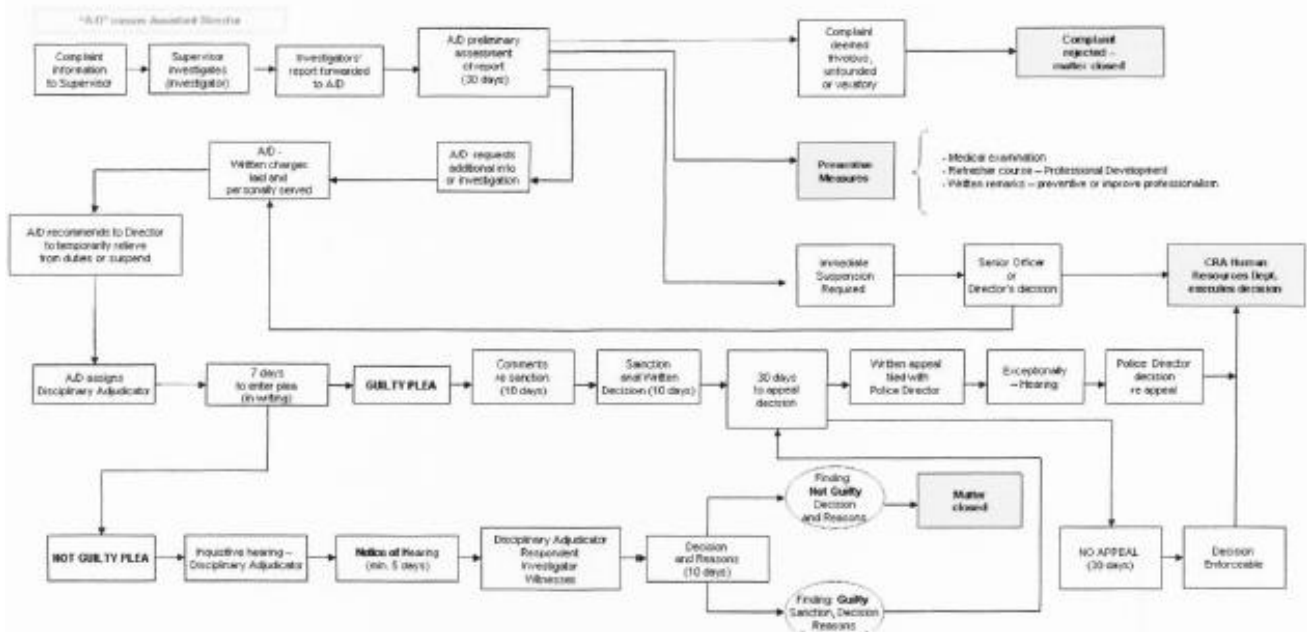 "A/D" means Assistant Director
Complaint
information
to Supervisor
Supervisor
investigates
(investigator)
Investigators'
report forwarded
to A/D
A/D preliminary
assessment
of report
(30 days)
Complaint
deemed
frivolous,
unfounded
or vexatory
Complaint
rejected –
matter closed
A/D -
Written charges
laid and
personally served
A/D requests
additional info
or investigation
Preventive
Measures
- Medical examination
- Refresher course – Professional Development
- Written remarks – preventive or improve professionalism
A/D recommends to Director
to temporarily relieve
from duties or suspend
Immediate
Suspension
Required
Senior Officer
or
Director's decision
CRA Human
Resources Dept.
executes decision
A/D assigns
Disciplinary Adjudicator
7 days
to enter plea
(in writing)
GUILTY PLEA
Comments
re sanction
(10 days)
Sanction
and Written
Decision (10 days)
30 days
to appeal
decision
Written appeal
filed with
Police Director
Exceptionally
– Hearing
Police Director
decision
re appeal
Finding:
Not Guilty
Decision
and Reasons
Matter
closed
NOT GUILTY PLEA
Inquisitive hearing –
Disciplinary Adjudicator
Notice of Hearing
(min. 5 days)
Disciplinary Adjudicator
Respondent
Investigator
Witnesses
Decision
and Reasons
(10 days)
NO APPEAL
(30 days)
Decision
Enforceable
Finding: Guilty
Sanction, Decision
Reasons